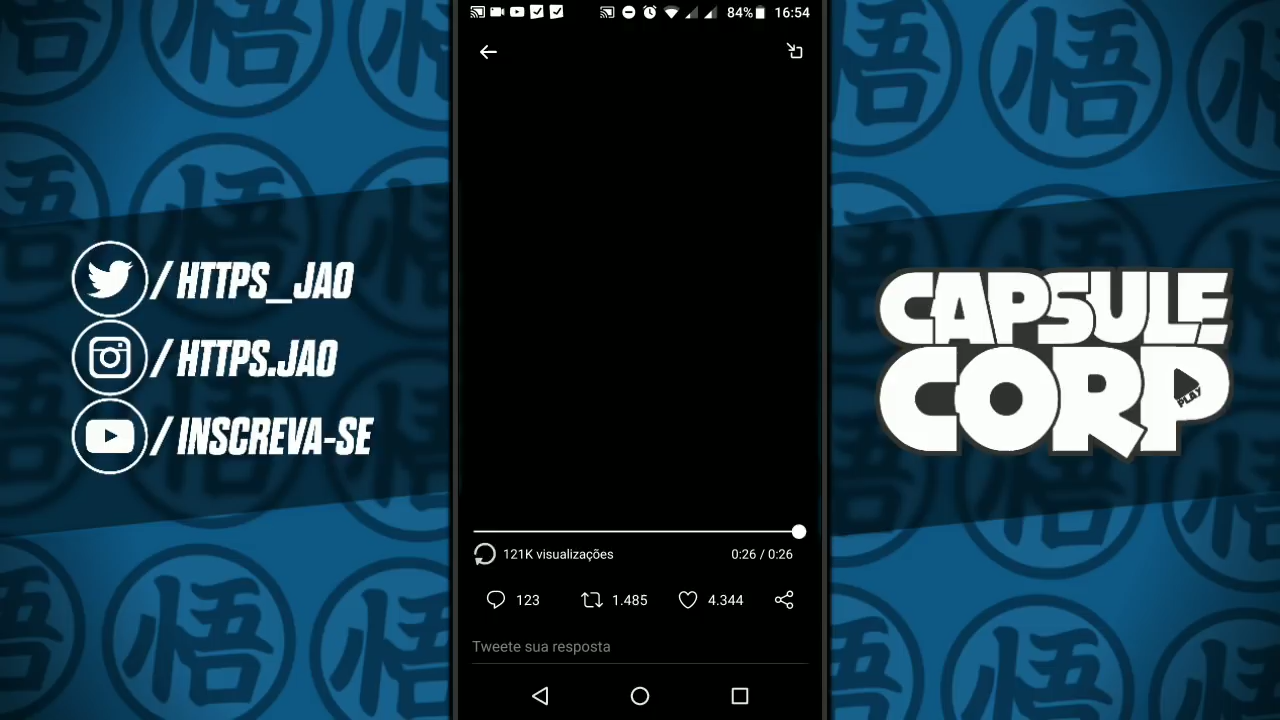 84% 16:54
/HTTPS_JAO
/HTTPS.JAO
/INSCREVA-SE
121K visualizações 0:26 / 0:26
123 1.485 4.344
Tweete sua resposta
CAPSULE
CORP
PLAY
悟